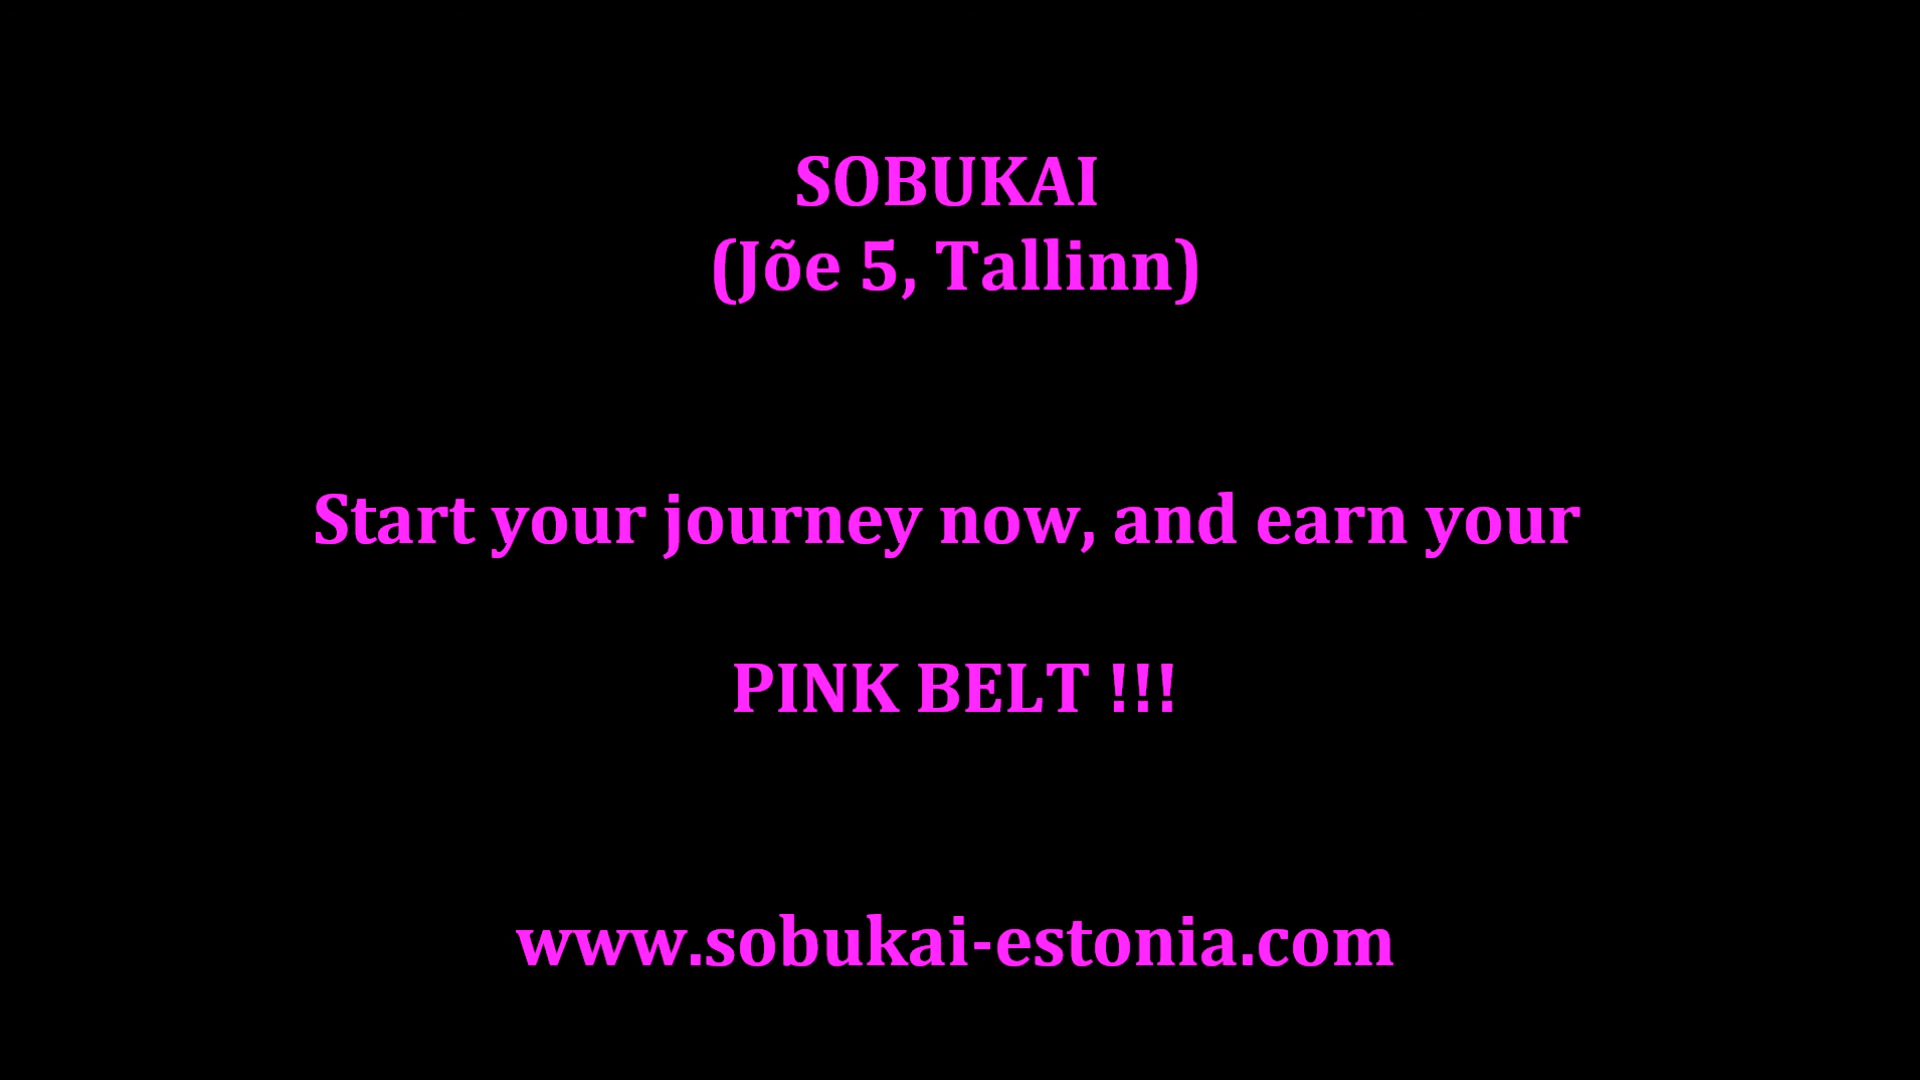 SOBUKAI
(Jõe 5, Tallinn)
Start your journey now, and earn your
PINK BELT !!!
www.sobukai-estonia.com